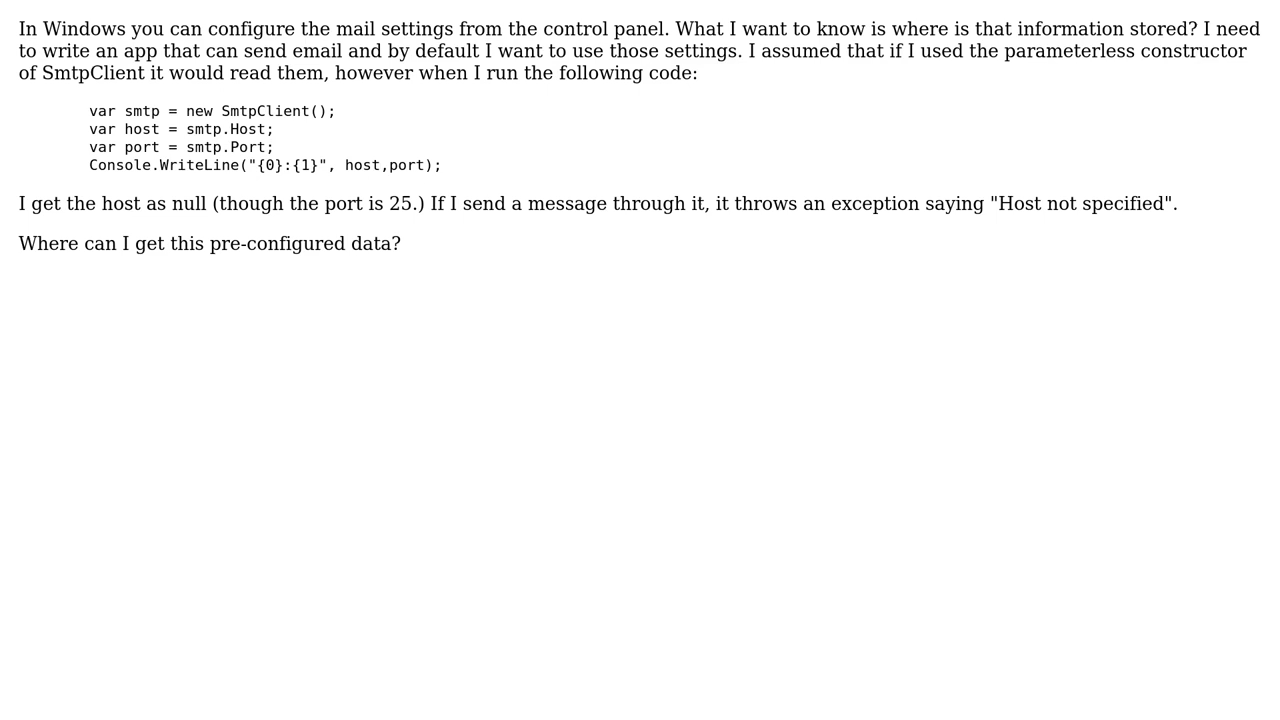 In Windows you can configure the mail settings from the control panel. What I want to know is where is that information stored? I need
to write an app that can send email and by default I want to use those settings. I assumed that if I used the parameterless constructor
of SmtpClient it would read them, however when I run the following code:
var smtp = new SmtpClient();
var host = smtp.Host;
var port = smtp.Port;
Console.WriteLine("{0}:{1}", host,port);
I get the host as null (though the port is 25.) If I send a message through it, it throws an exception saying "Host not specified".
Where can I get this pre-configured data?